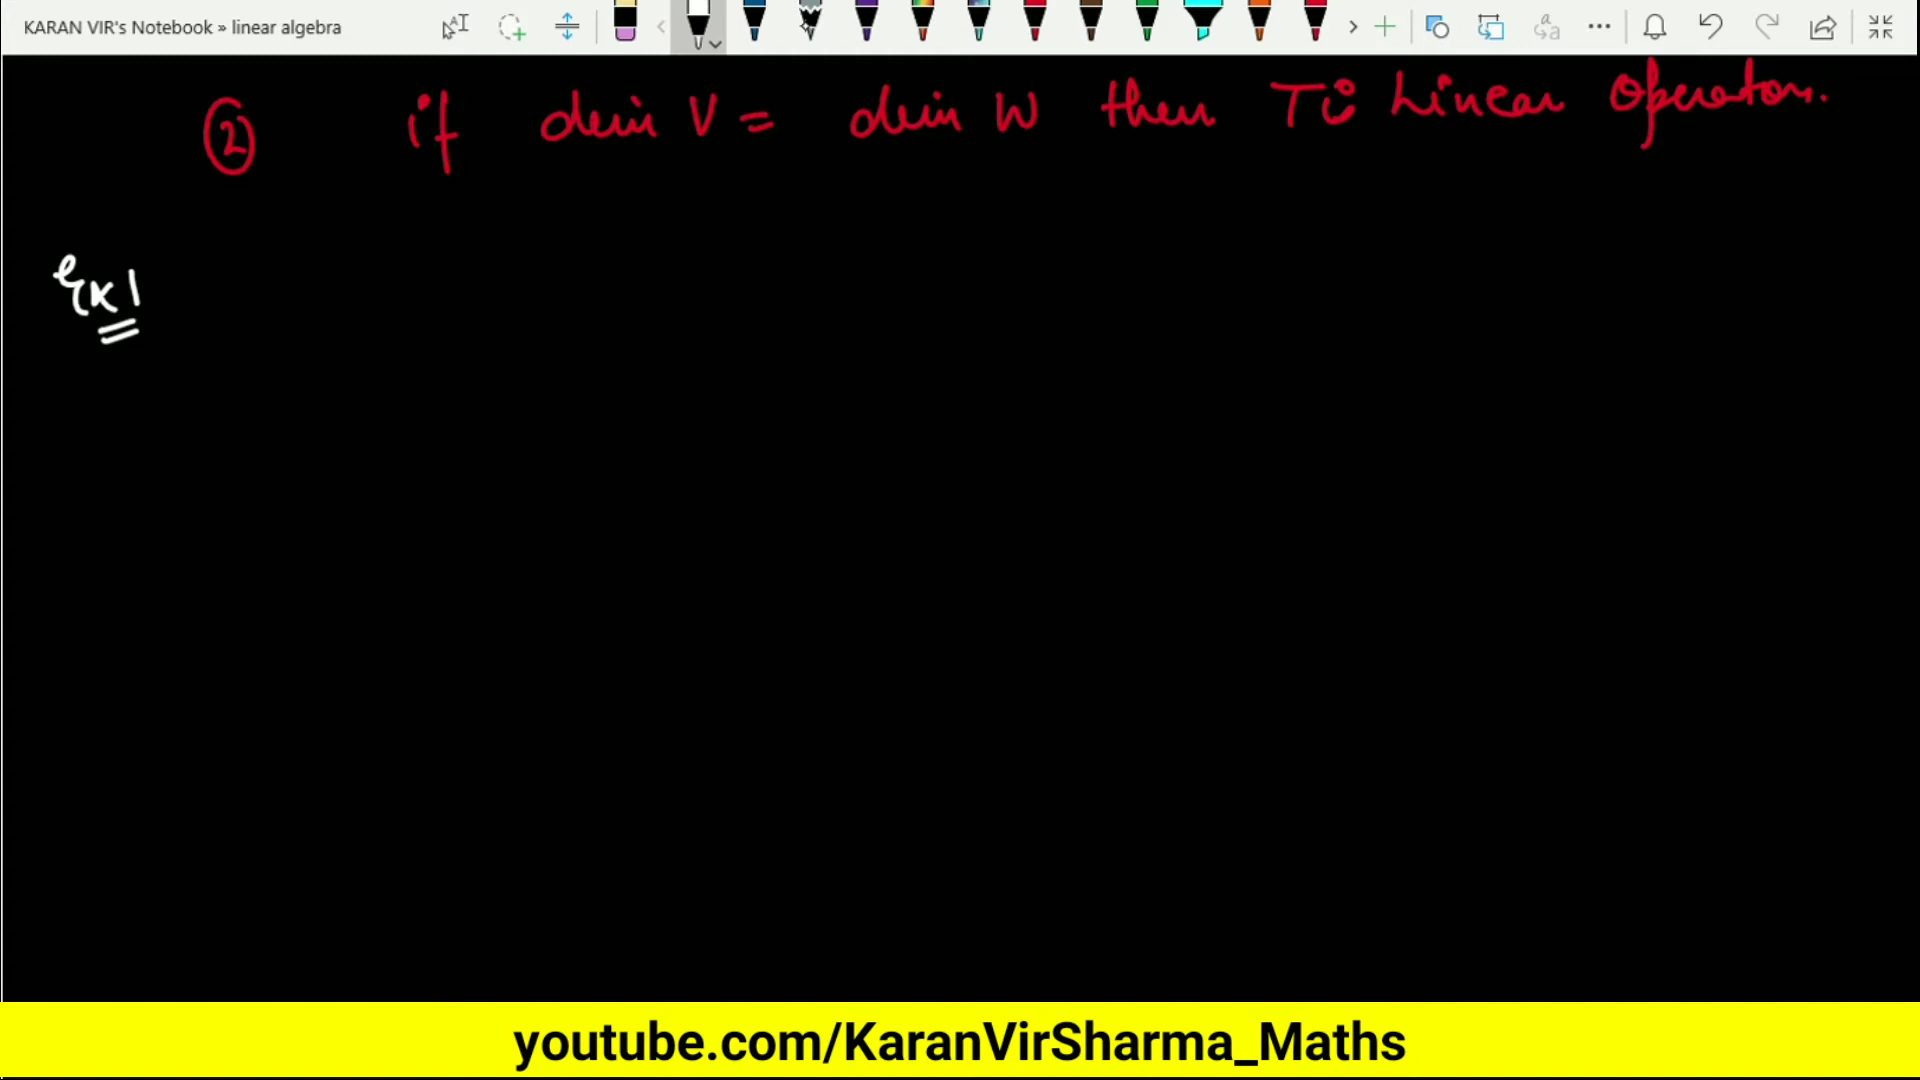 KARAN VIR's Notebook » linear algebra
② if dim V = dim W then T is Linear Operator.
Ex 1
youtube.com/KaranVirSharma_Maths